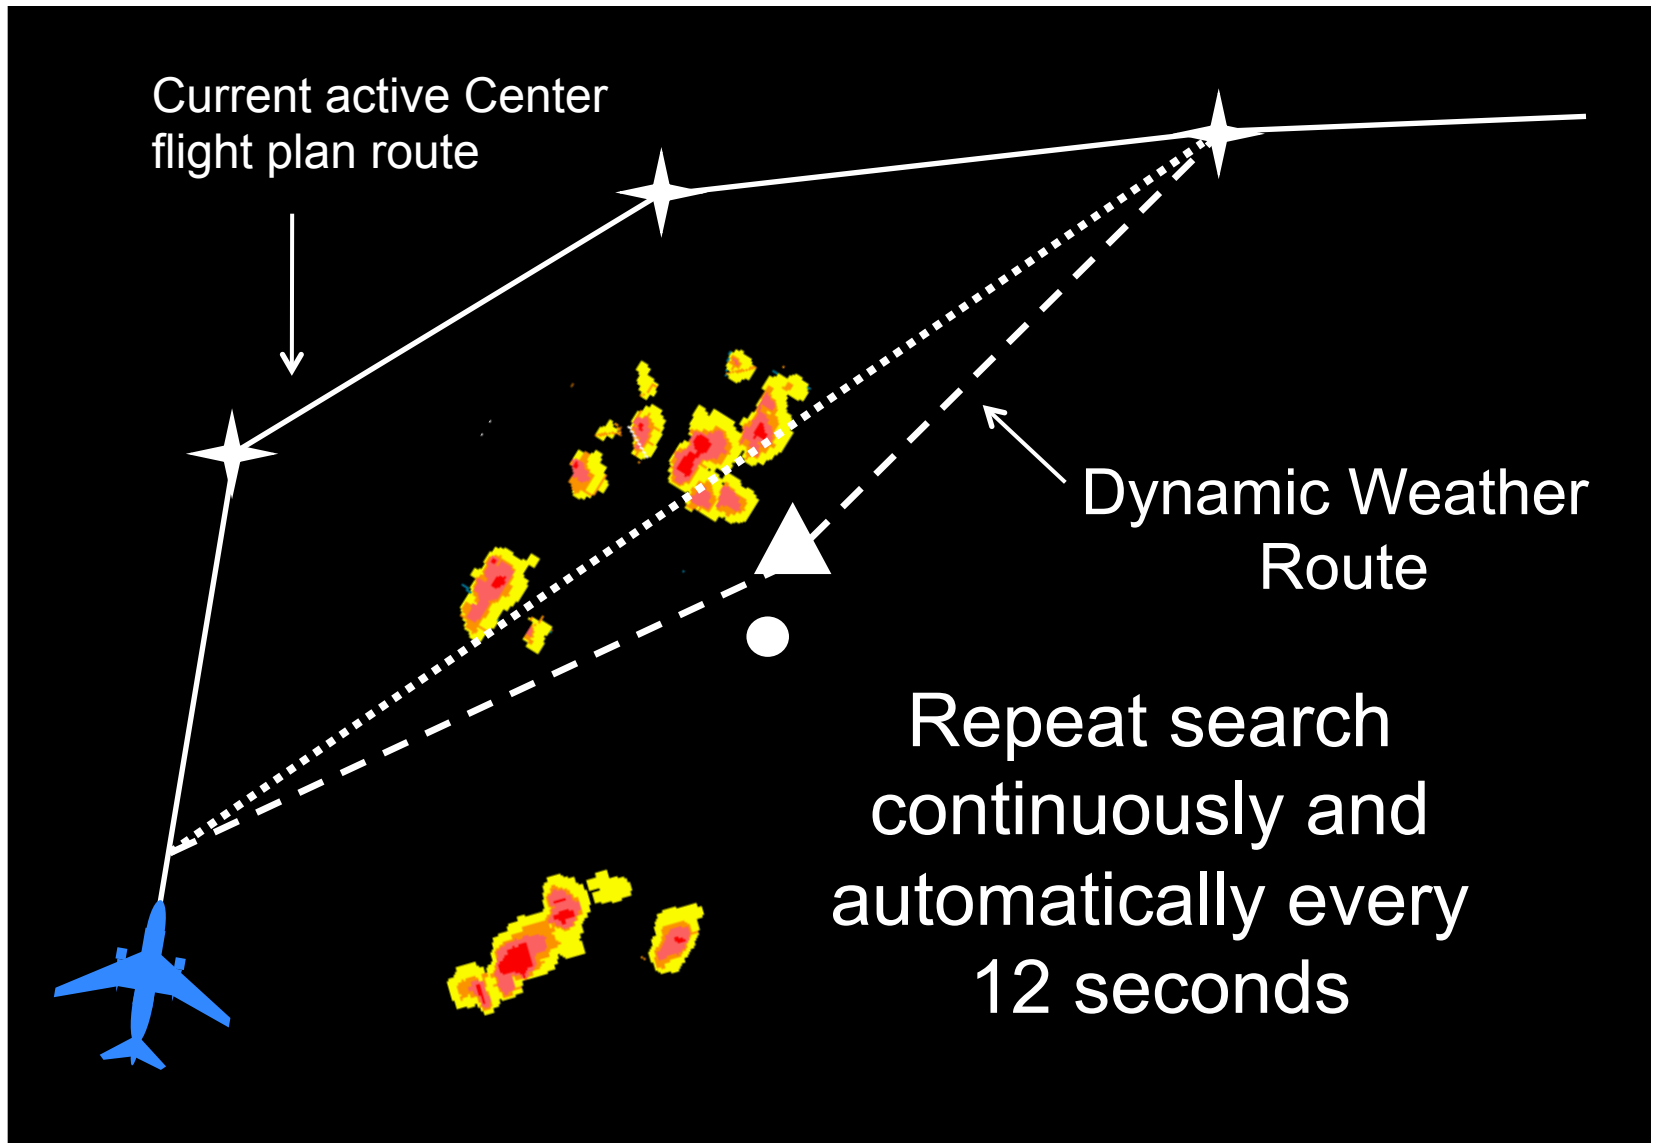 Current active Center
flight plan route
Dynamic Weather
Route
Repeat search
continuously and
automatically every
12 seconds